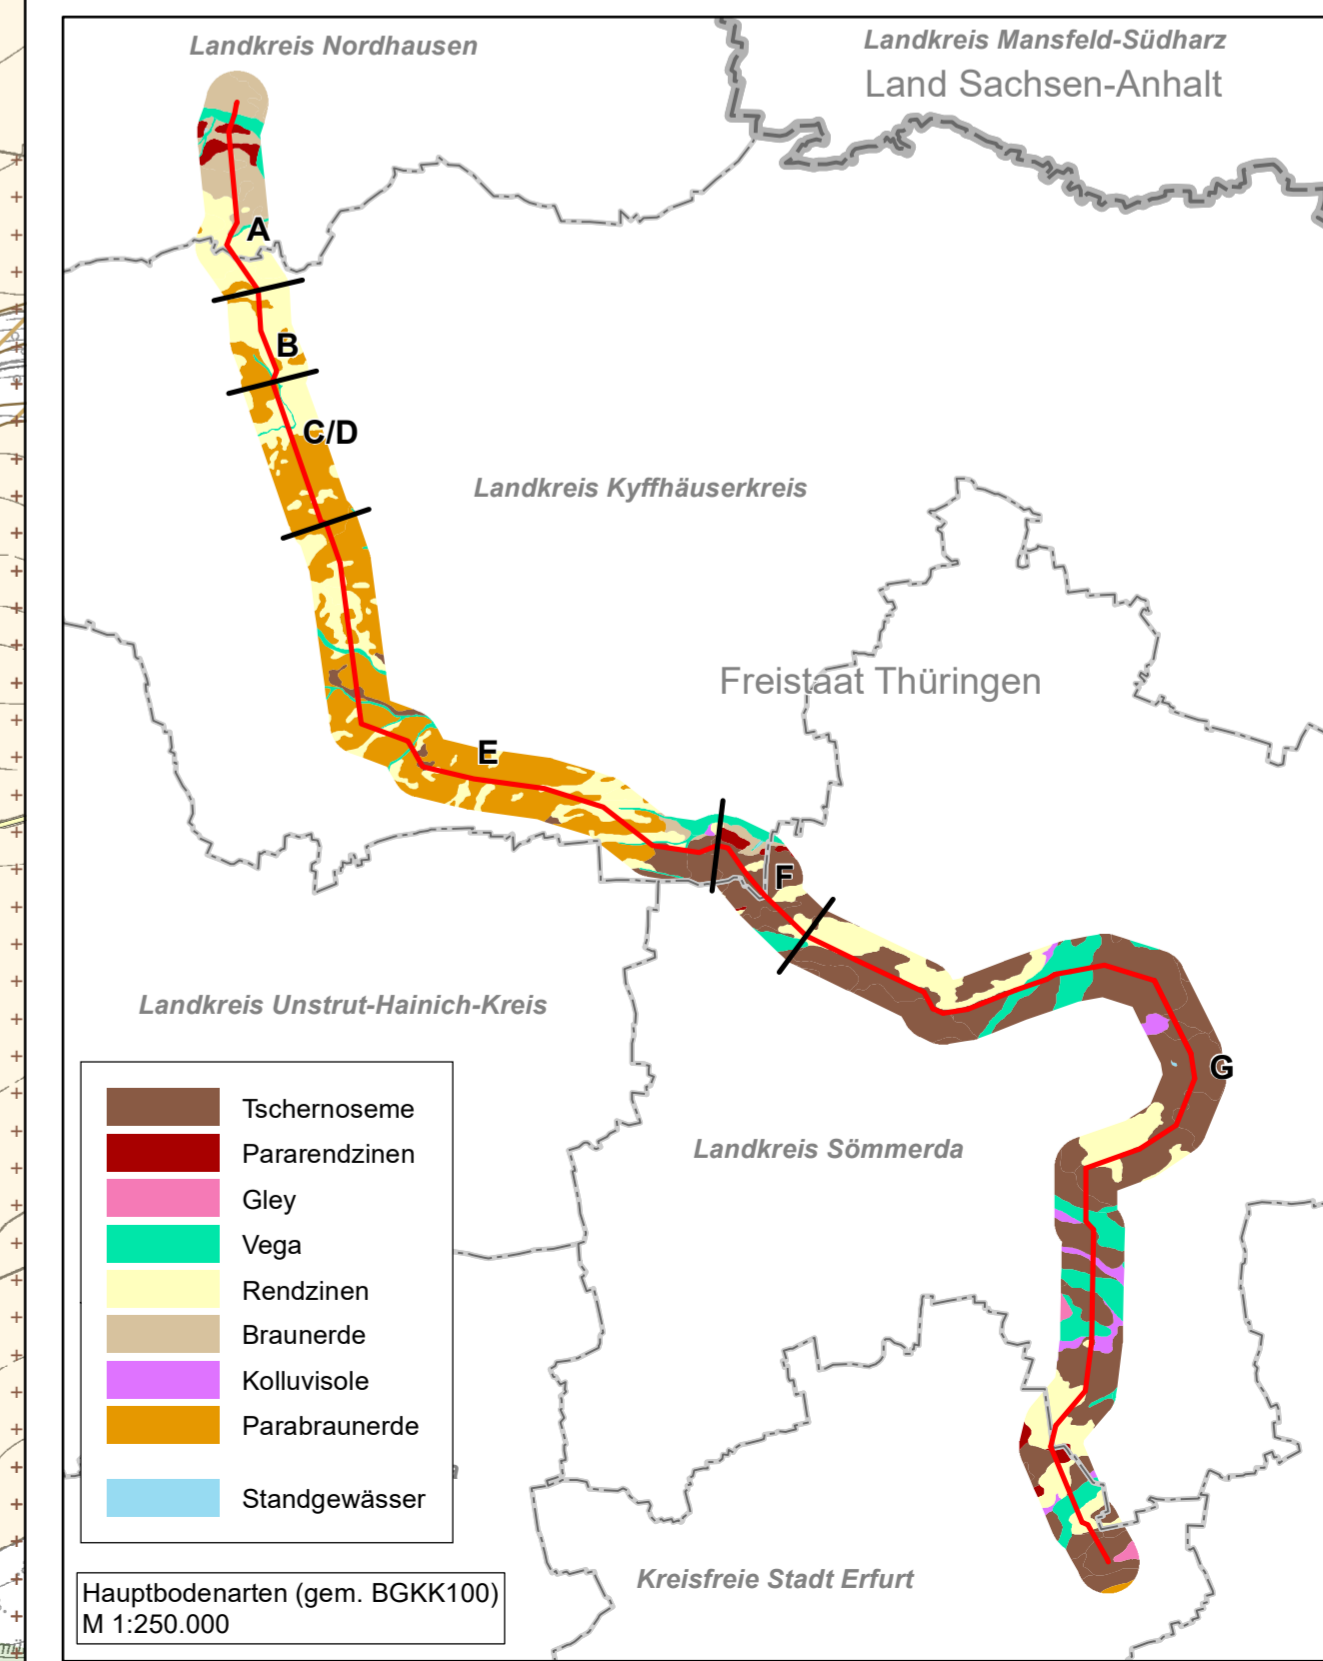 Landkreis Nordhausen
Landkreis Mansfeld-Südharz
Land Sachsen-Anhalt
A
B
C/D
Landkreis Kyffhäuserkreis
Freistaat Thüringen
E
F
Landkreis Unstrut-Hainich-Kreis
G
Landkreis Sömmerda
Tschernoseme
Pararendzinen
Gley
Vega
Rendzinen
Braunerde
Kolluvisole
Parabraunerde
Standgewässer
Kreisfreie Stadt Erfurt
Hauptbodenarten (gem. BGKK100)
M 1:250.000